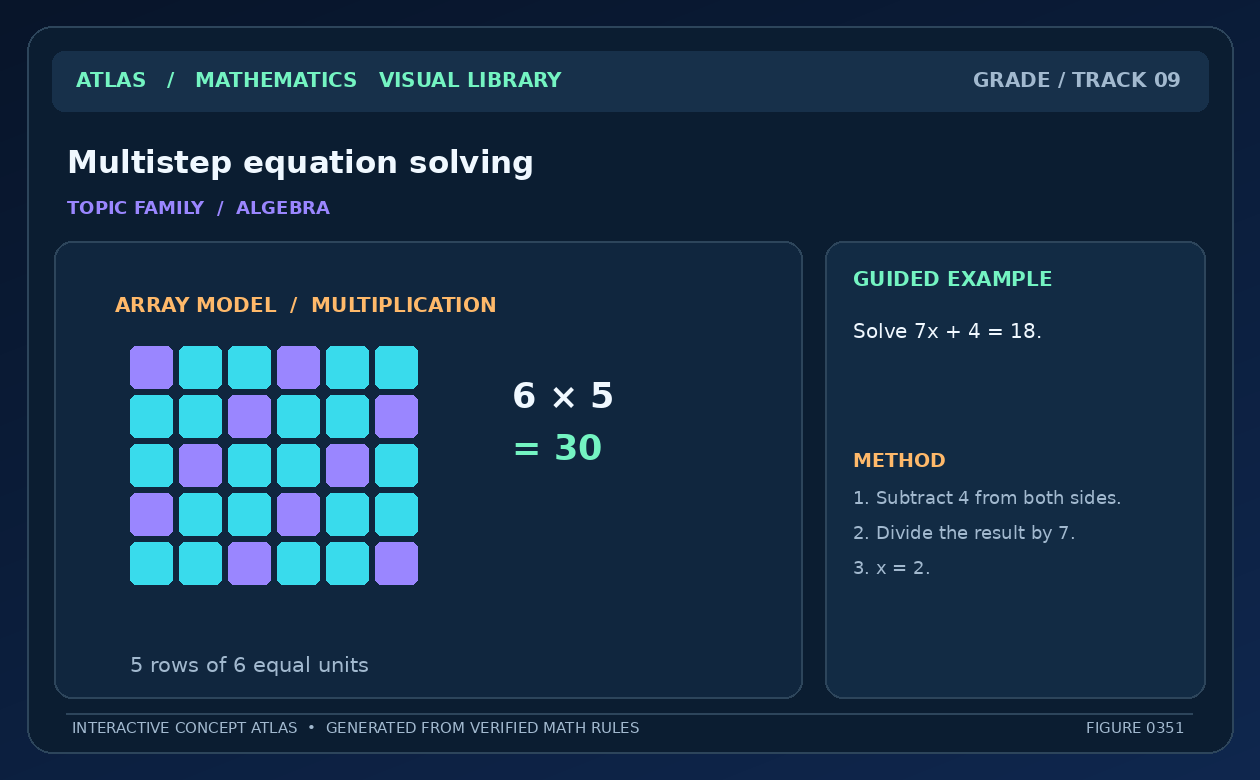 ATLAS / MATHEMATICS VISUAL LIBRARY
GRADE / TRACK 09
Multistep equation solving
TOPIC FAMILY / ALGEBRA
ARRAY MODEL / MULTIPLICATION
6 × 5
= 30
5 rows of 6 equal units
GUIDED EXAMPLE
Solve 7x + 4 = 18.
METHOD
1. Subtract 4 from both sides.
2. Divide the result by 7.
3. x = 2.
INTERACTIVE CONCEPT ATLAS • GENERATED FROM VERIFIED MATH RULES
FIGURE 0351